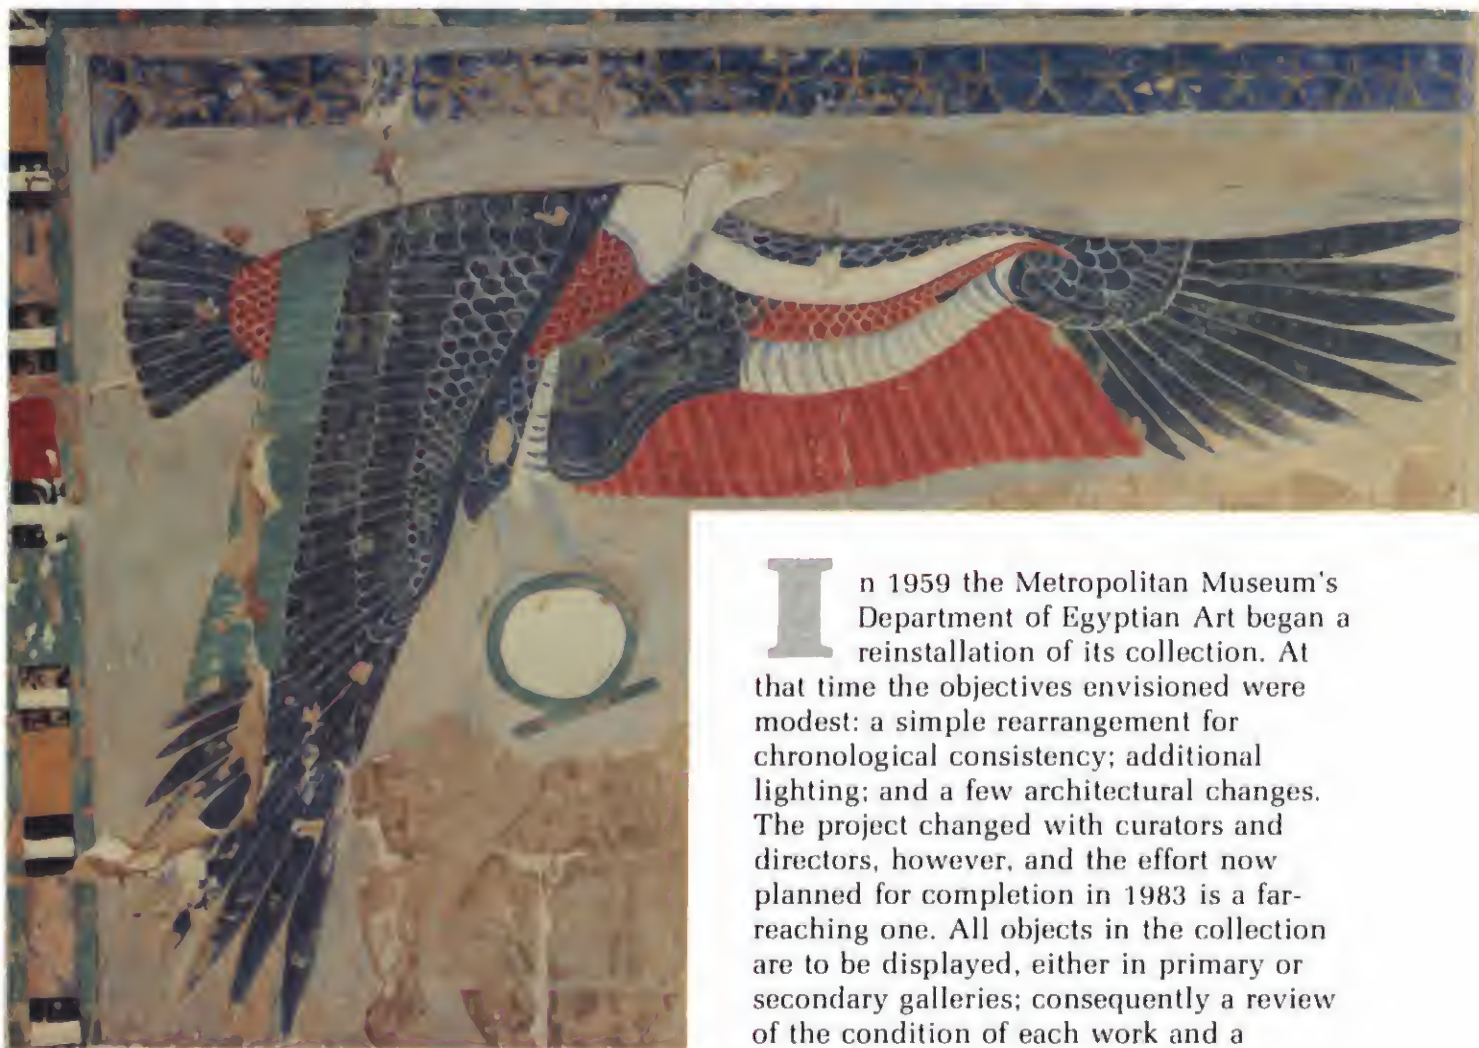 In 1959 the Metropolitan Museum's
Department of Egyptian Art began a
reinstallation of its collection. At
that time the objectives envisioned were
modest: a simple rearrangement for
chronological consistency; additional
lighting; and a few architectural changes.
The project changed with curators and
directors, however, and the effort now
planned for completion in 1983 is a far-
reaching one. All objects in the collection
are to be displayed, either in primary or
secondary galleries; consequently a review
of the condition of each work and a